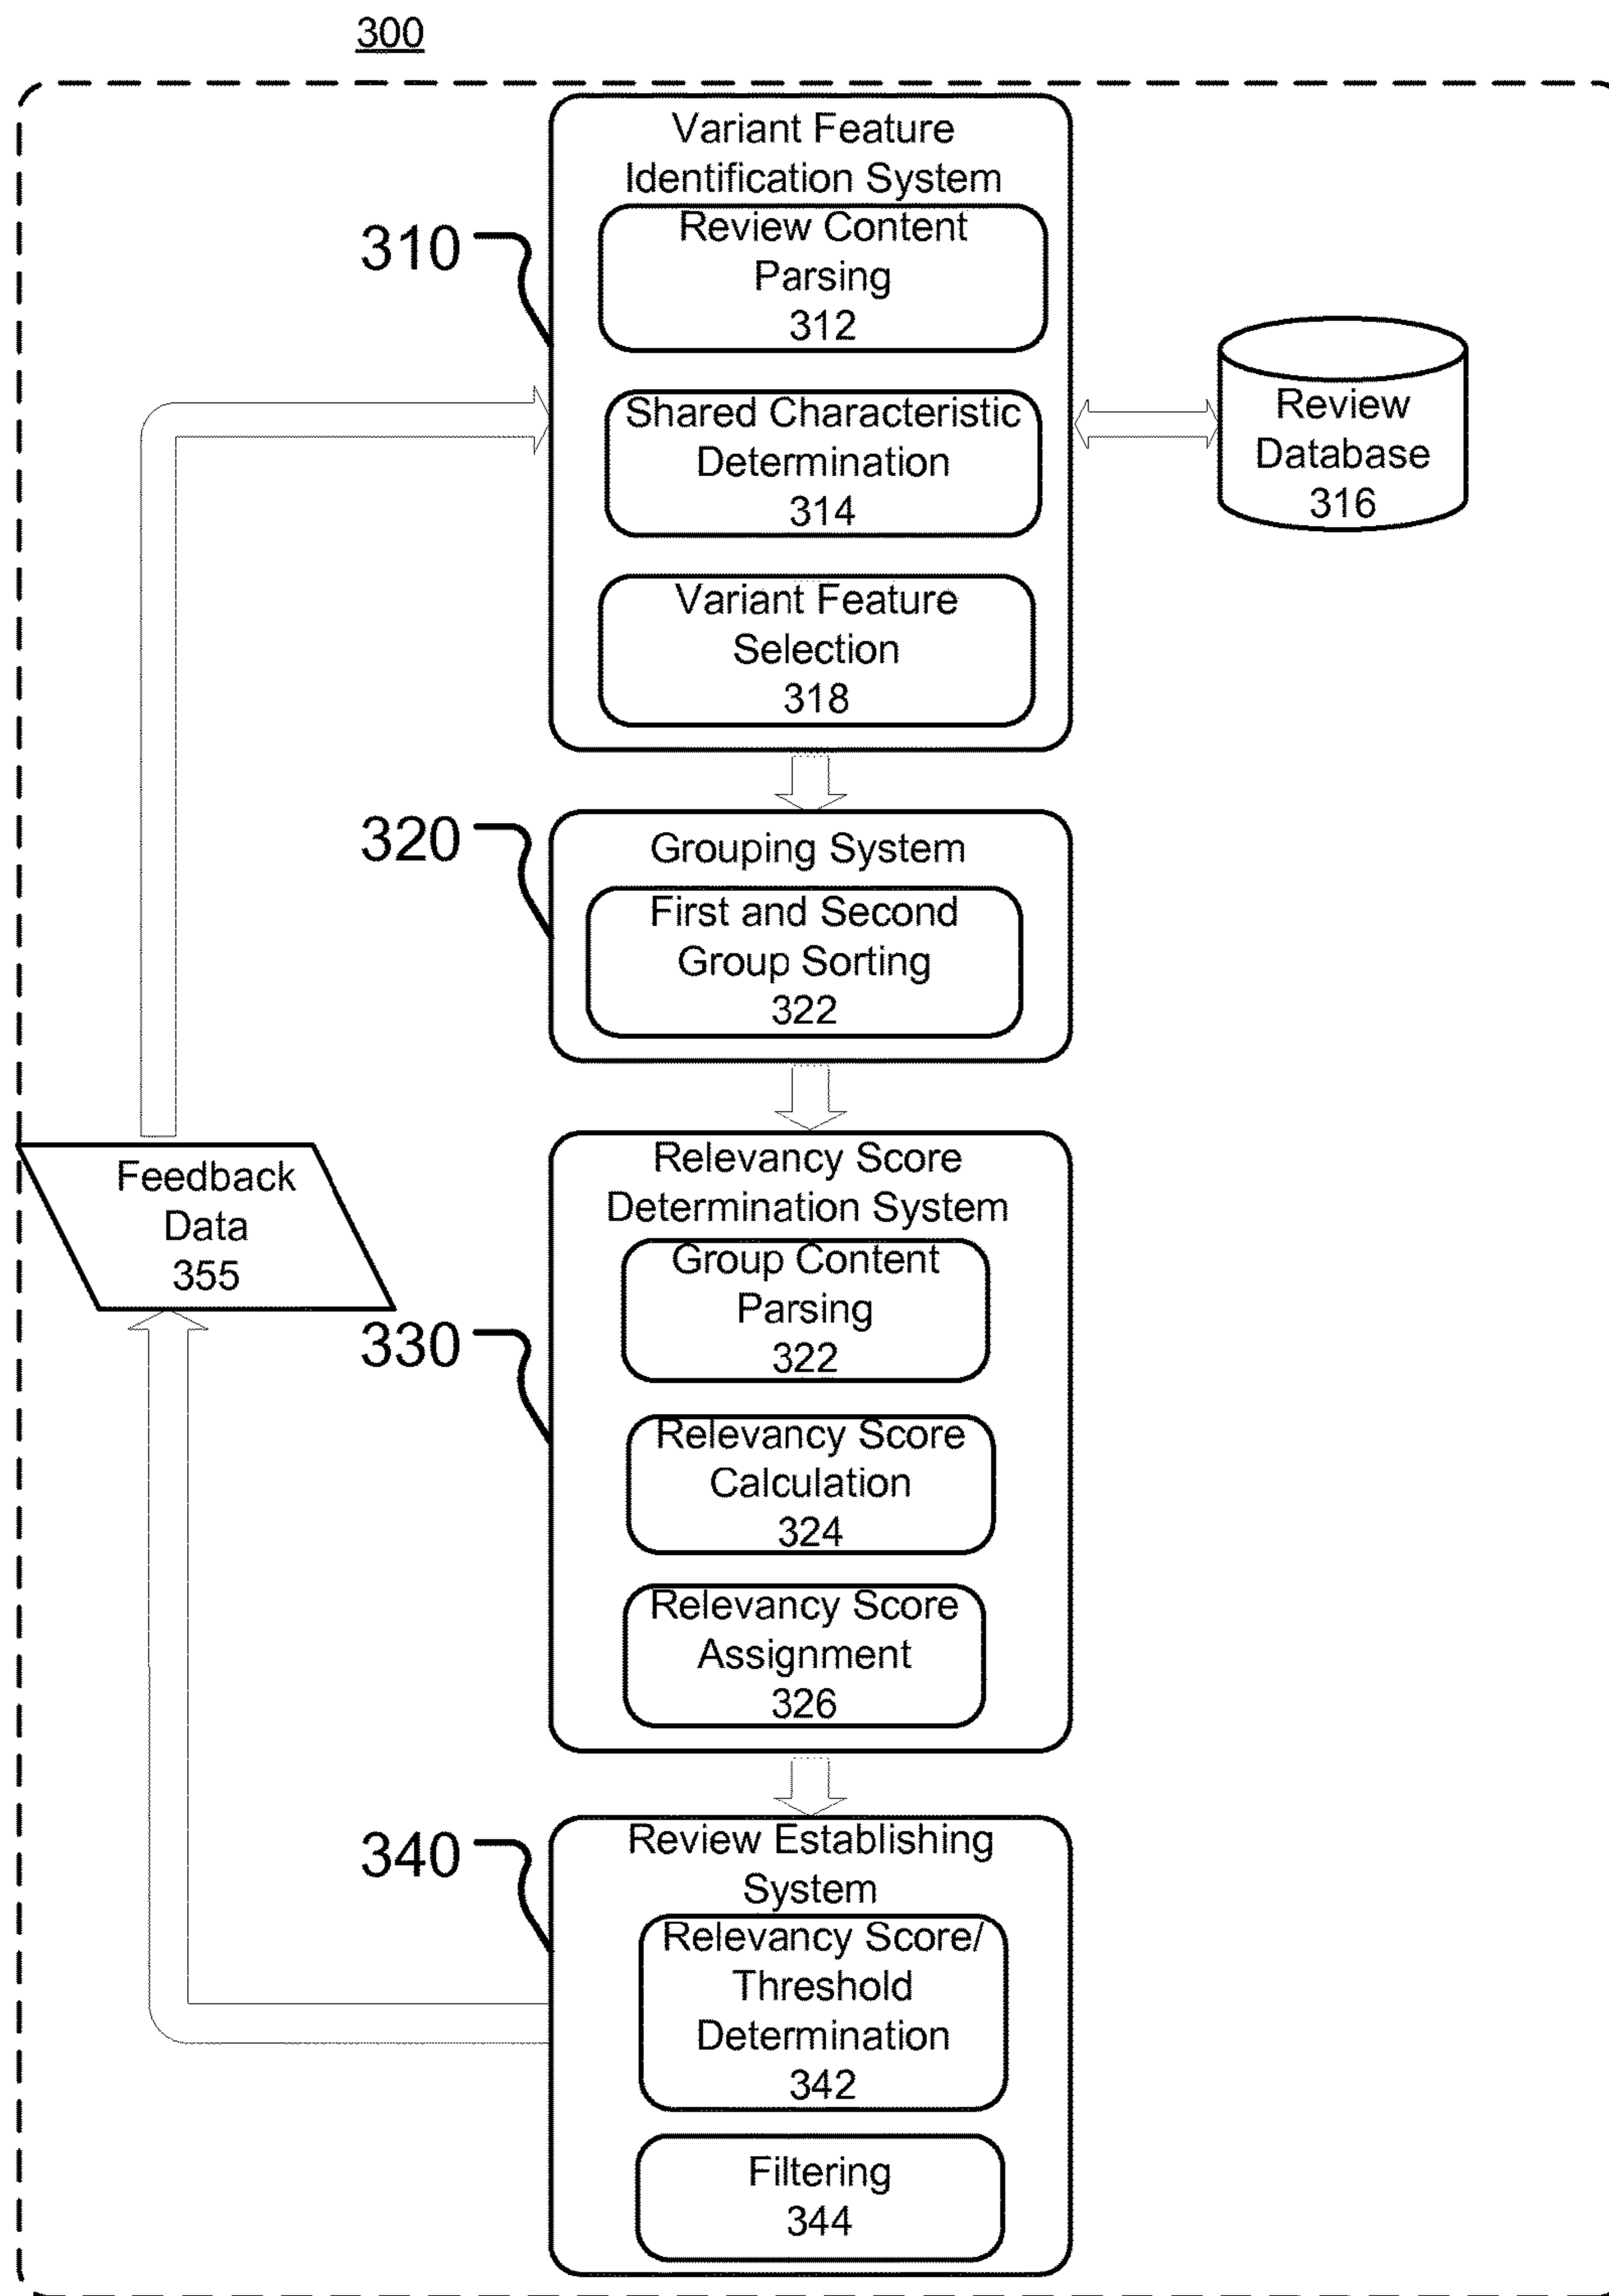 300
Variant Feature
Identification System
310
Review Content
Parsing
312
Shared Characteristic
Determination
314
Review
Database
316
Variant Feature
Selection
318
320
Grouping System
First and Second
Group Sorting
322
Feedback
Data
355
330
Relevancy Score
Determination System
Group Content
Parsing
322
Relevancy Score
Calculation
324
Relevancy Score
Assignment
326
340
Review Establishing
System
Relevancy Score/
Threshold
Determination
342
Filtering
344